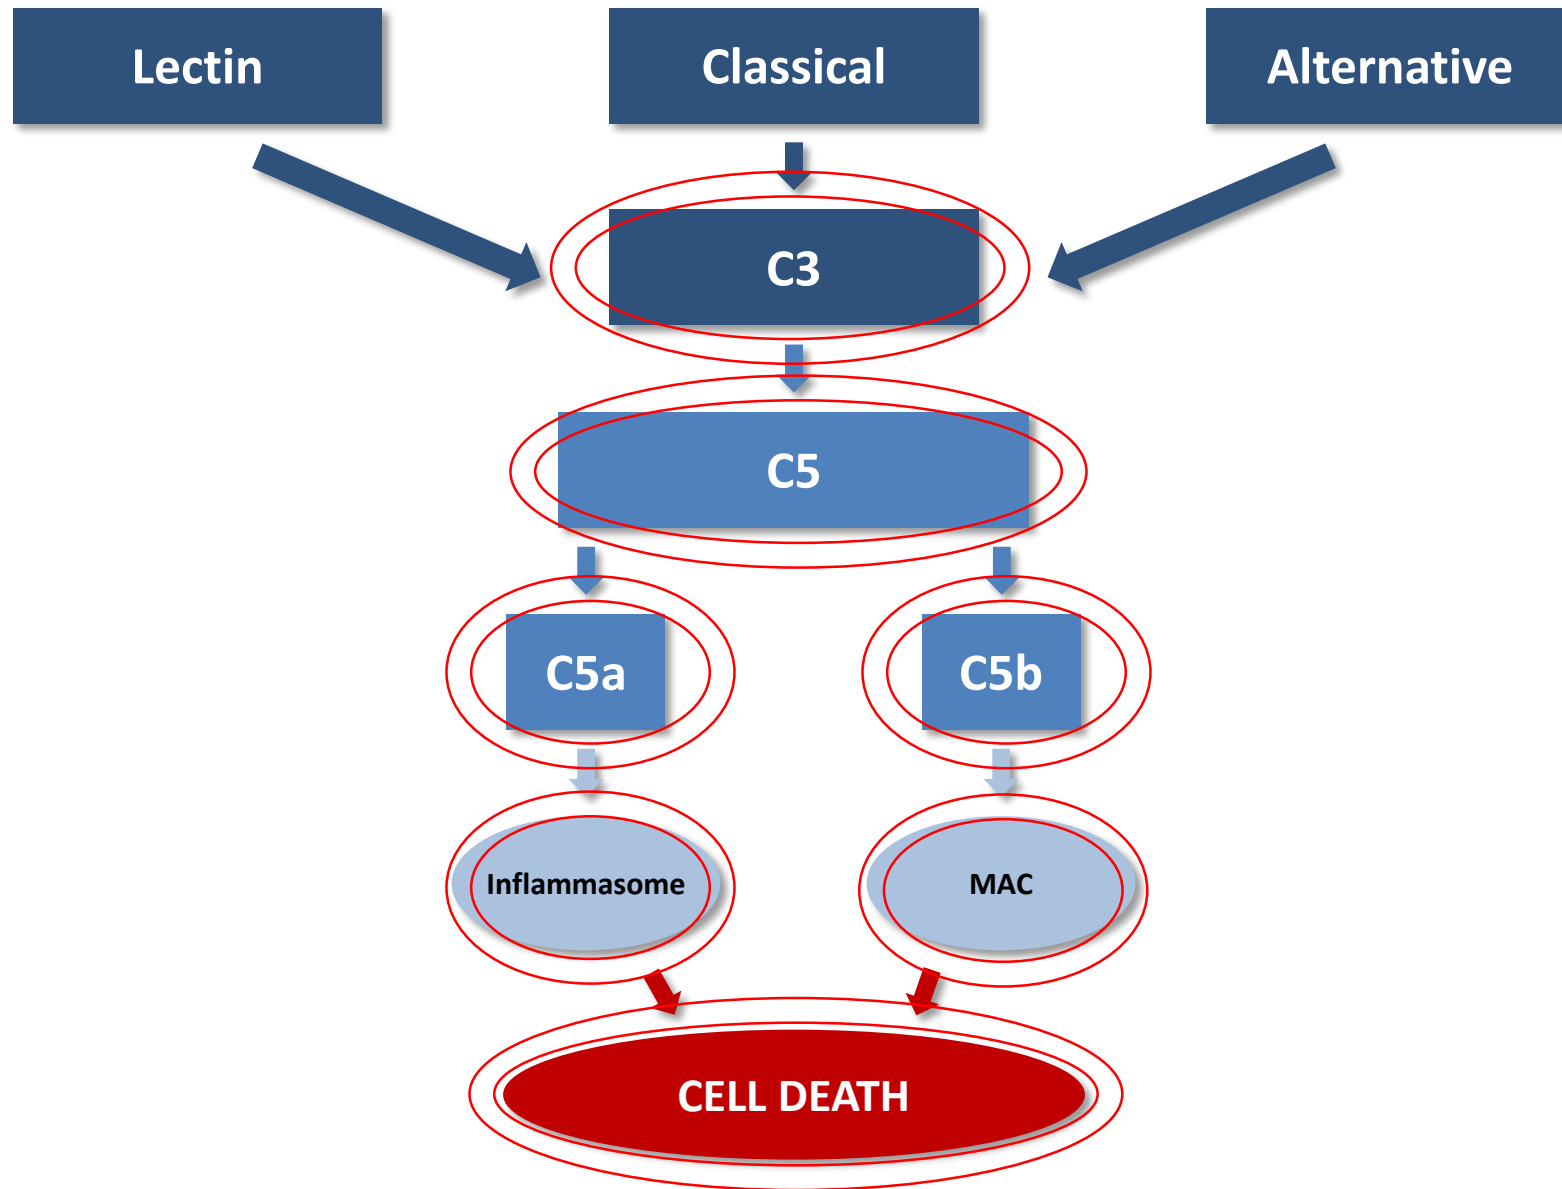 Lectin
Classical
Alternative
C3
C5
C5a
C5b
Inflammasome
MAC
CELL DEATH